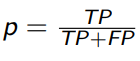 p = TP / (TP+FP)